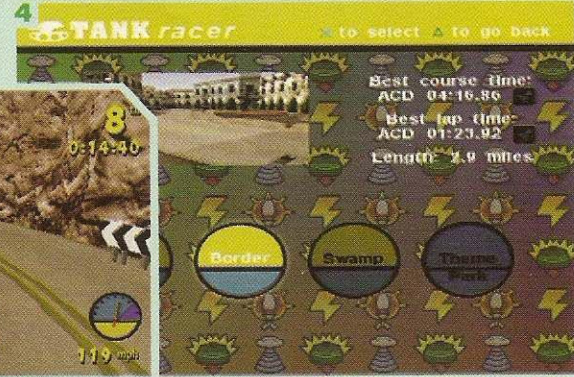 4
TANK racer
× to select ▵ to go back
Best course time:
ACD 04:16.86
Best lap time:
ACD 01:23.92
Length: 2.9 miles
8th
0:14:40
Border
Swamp
Theme Park
119 mph